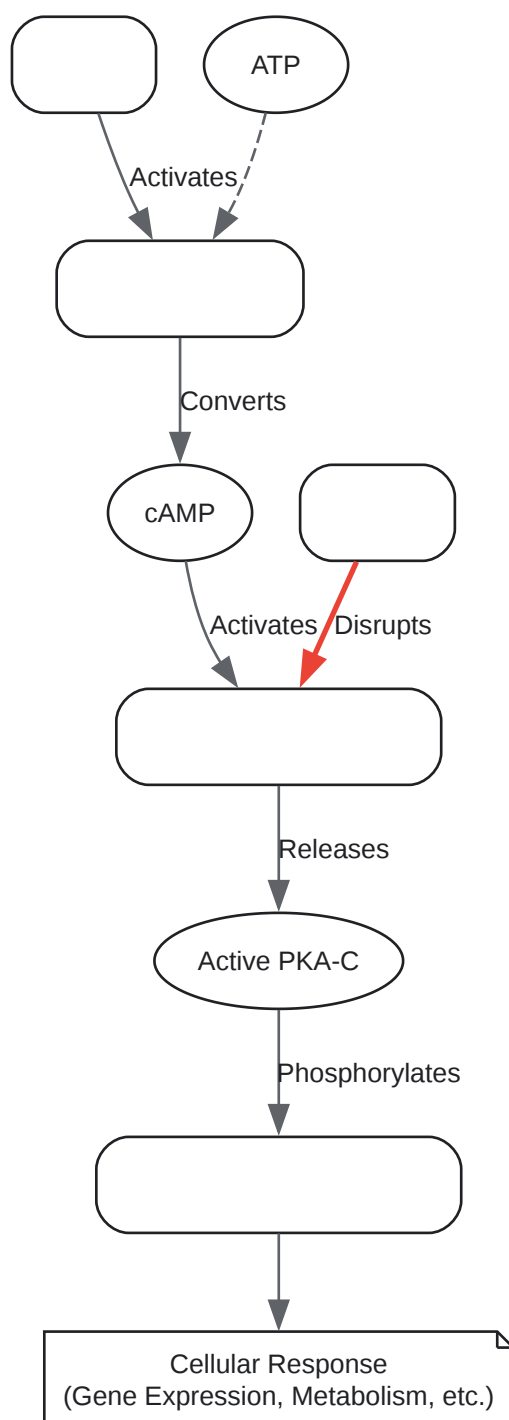 ATP
Activates
Converts
cAMP
Activates
Disrupts
Releases
Active PKA-C
Phosphorylates
Cellular Response
(Gene Expression, Metabolism, etc.)